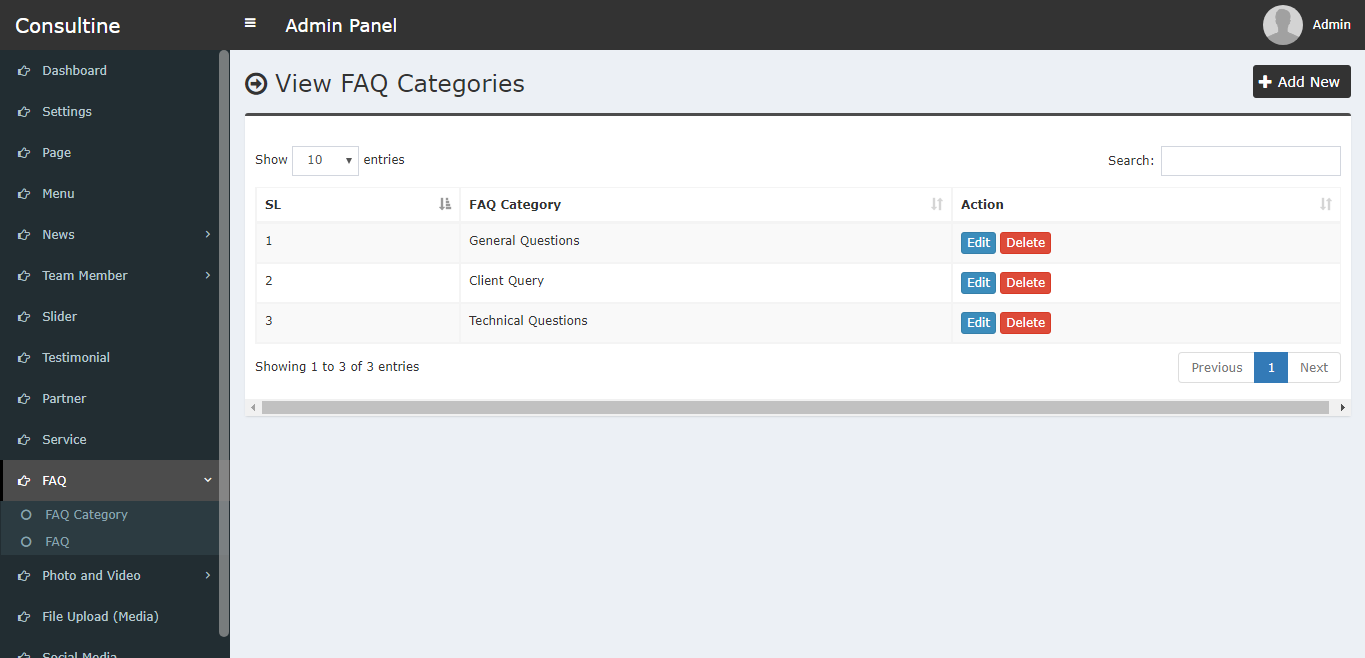 Consultine
Admin Panel
Admin
Dashboard
Settings
Page
Menu
News
Team Member
Slider
Testimonial
Partner
Service
FAQ
FAQ Category
FAQ
Photo and Video
File Upload (Media)
Social Media
View FAQ Categories
Add New
Show 10 entries
Search:
SL FAQ Category Action
1 General Questions Edit Delete
2 Client Query Edit Delete
3 Technical Questions Edit Delete
Showing 1 to 3 of 3 entries
Previous 1 Next